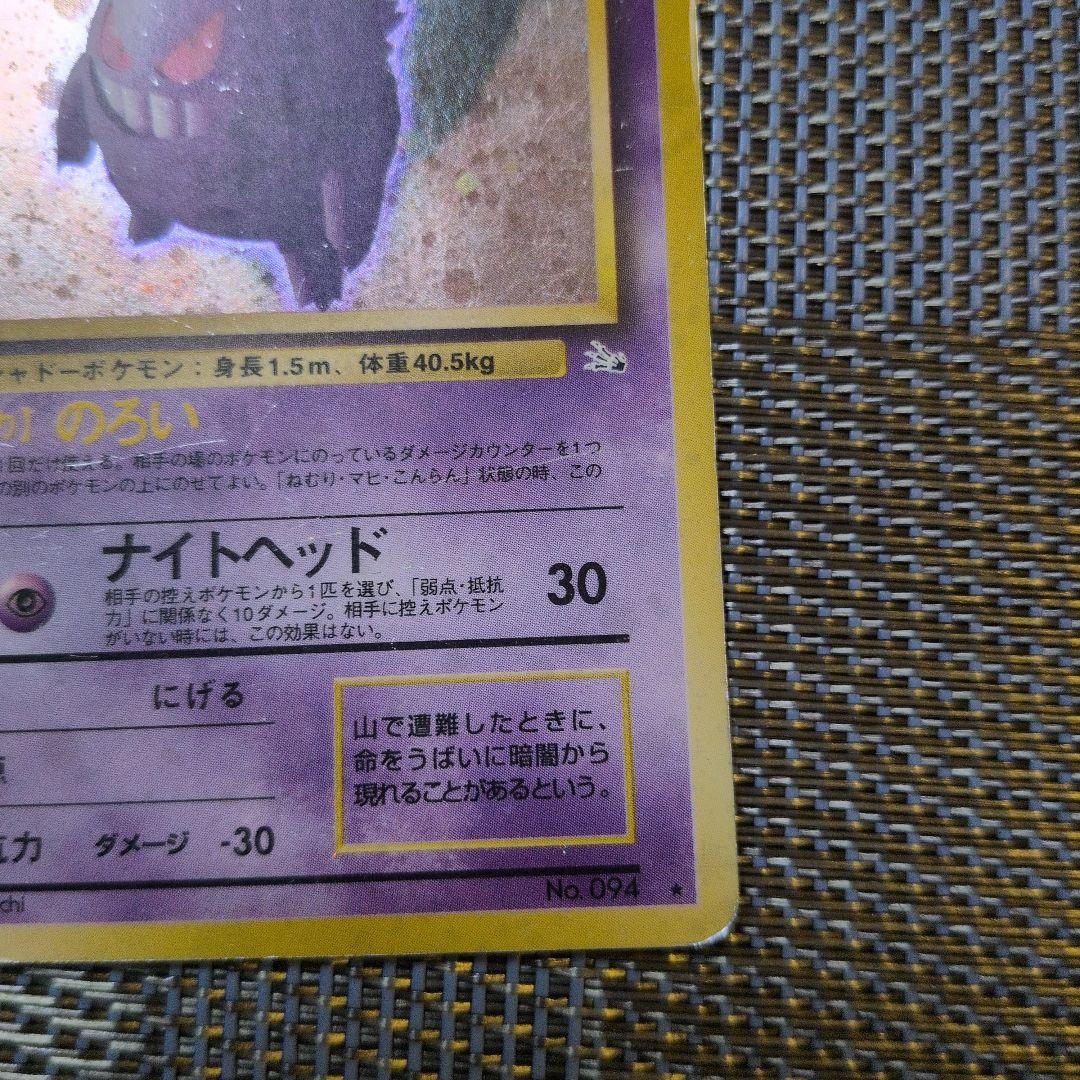 ャドーポケモン：身長1.5m、体重40.5kg
のろい
回だけ使える。相手の場のポケモンにのっているダメージカウンターを1つ
の別のポケモンの上にのせてよい。「ねむり・マヒ・こんらん」状態の時、この
ナイトヘッド
30
相手の控えポケモンから1匹を選び、「弱点・抵抗
力」に関係なく10ダメージ。相手に控えポケモン
がいない時には、この効果はない。
にげる
山で遭難したときに、
命をうばいに暗闇から
現れることがあるという。
力 ダメージ -30
chi
No. 094 ★